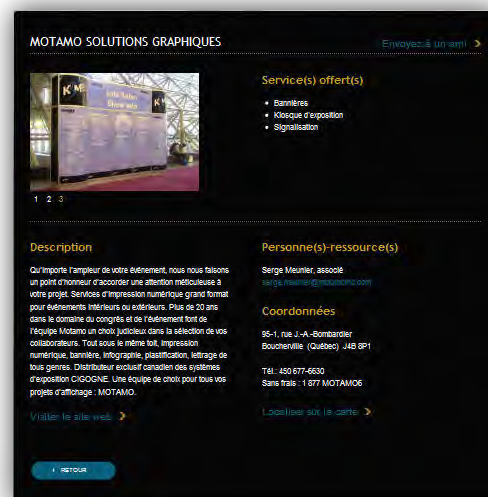 MOTAMO SOLUTIONS GRAPHIQUES
Envoyez à un ami
Info Salon
Show Info
1 2 3
Service(s) offert(s)
• Bannières
• Kiosque d'exposition
• Signalisation
Description
Qu'importe l'ampleur de votre événement, nous nous faisons
un point d'honneur d'accorder une attention méticuleuse à
votre projet. Services d'impression numérique grand format
pour événements intérieurs ou extérieurs. Plus de 20 ans
dans le domaine du congrès et de l'événement font de
l'équipe Motamo un choix judicieux dans la sélection de vos
collaborateurs. Tout sous le même toit, impression
numérique, bannière, infographie, plastification, lettrage de
tous genres. Distributeur exclusif canadien des systèmes
d'exposition CIGOGNE. Une équipe de choix pour tous vos
projets d'affichage : MOTAMO.
Visiter le site web
Personne(s)-ressource(s)
Serge Meunier, associé
Coordonnées
95-1, rue J.-A.-Bombardier
Boucherville (Québec) J4B 8P1
Tél.: 450 677-6630
Sans frais : 1 877 MOTAMO6
Localiser sur la carte
RETOUR